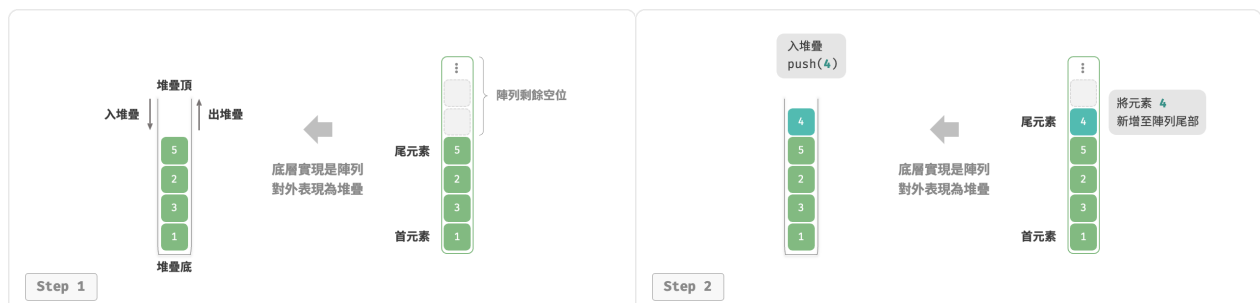 堆疊頂
入堆疊
出堆疊
5
2
3
1
堆疊底
底層實現是陣列
對外表現為堆疊
⋮
陣列剩餘空位
尾元素
5
2
3
首元素
1
Step 1
入堆疊
push(4)
4
5
2
3
1
底層實現是陣列
對外表現為堆疊
⋮
將元素 4
新增至陣列尾部
尾元素
4
5
2
3
首元素
1
Step 2